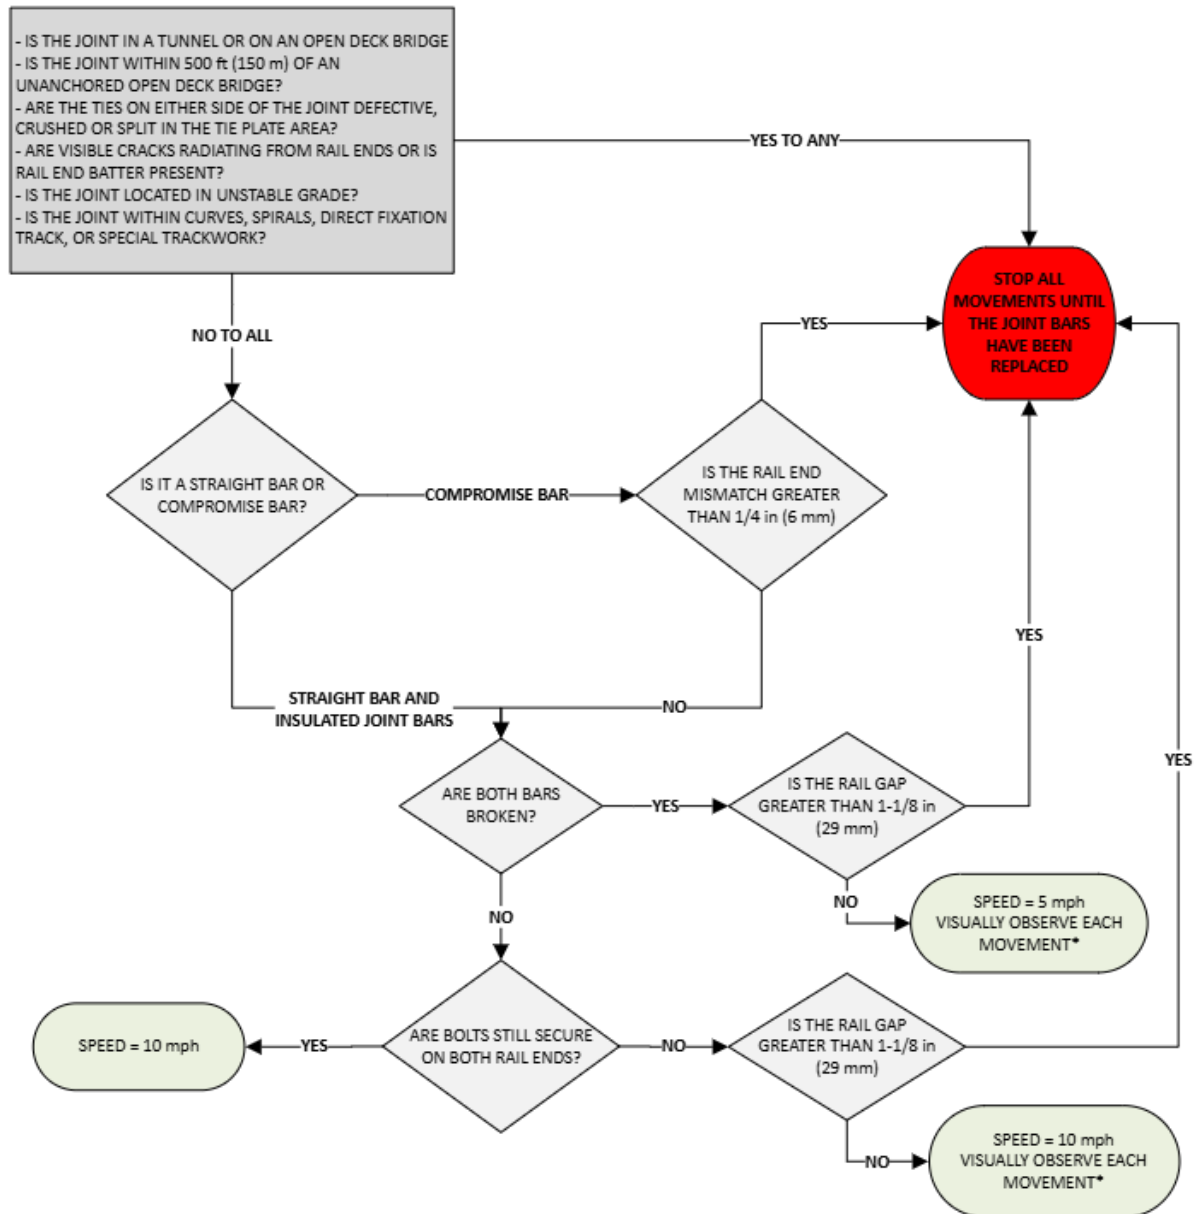 - IS THE JOINT IN A TUNNEL OR ON AN OPEN DECK BRIDGE
- IS THE JOINT WITHIN 500 ft (150 m) OF AN
UNANCHORED OPEN DECK BRIDGE?
- ARE THE TIES ON EITHER SIDE OF THE JOINT DEFECTIVE,
CRUSHED OR SPLIT IN THE TIE PLATE AREA?
- ARE VISIBLE CRACKS RADIATING FROM RAIL ENDS OR IS
RAIL END BATTER PRESENT?
- IS THE JOINT LOCATED IN UNSTABLE GRADE?
- IS THE JOINT WITHIN CURVES, SPIRALS, DIRECT FIXATION
TRACK, OR SPECIAL TRACKWORK?
YES TO ANY
STOP ALL
MOVEMENTS UNTIL
THE JOINT BARS
HAVE BEEN
REPLACED
NO TO ALL
YES
IS IT A STRAIGHT BAR OR
COMPROMISE BAR?
COMPROMISE BAR
IS THE RAIL END
MISMATCH GREATER
THAN 1/4 in (6 mm)
YES
STRAIGHT BAR AND
INSULATED JOINT BARS
NO
YES
ARE BOTH BARS
BROKEN?
YES
IS THE RAIL GAP
GREATER THAN 1-1/8 in
(29 mm)
NO
SPEED = 5 mph
VISUALLY OBSERVE EACH
MOVEMENT*
NO
ARE BOLTS STILL SECURE
ON BOTH RAIL ENDS?
YES
SPEED = 10 mph
NO
IS THE RAIL GAP
GREATER THAN 1-1/8 in
(29 mm)
NO
SPEED = 10 mph
VISUALLY OBSERVE EACH
MOVEMENT*